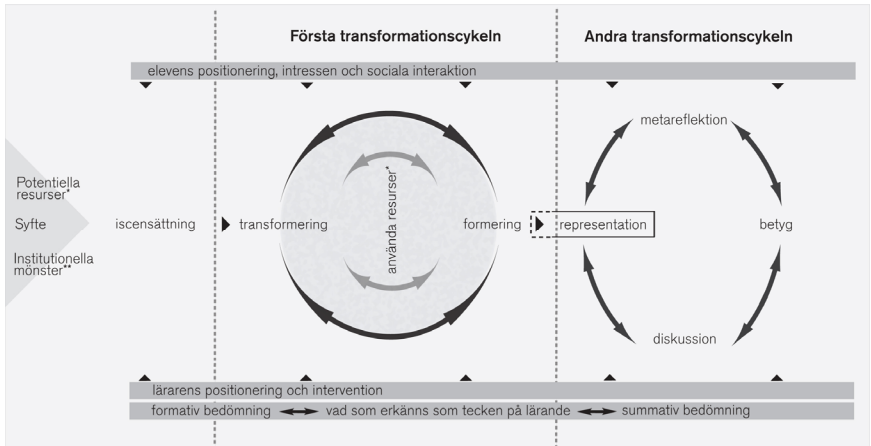 Första transformationscykeln
Andra transformationscykeln
elevens positionering, intressen och sociala interaktion
Potentiella
resurser*
Syfte
Institutionella
mönster**
iscensättning
transformering
använda resurser*
formering
representation
metareflektion
betyg
diskussion
lärarens positionering och intervention
formativ bedömning vad som erkänns som tecken på lärande summativ bedömning